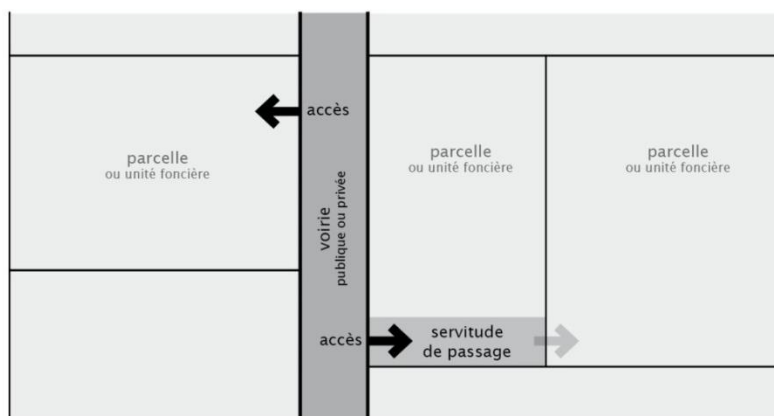 accès
parcelle
ou unité foncière
parcelle
ou unité foncière
parcelle
ou unité foncière
voirie
publique ou privée
accès
servitude
de passage